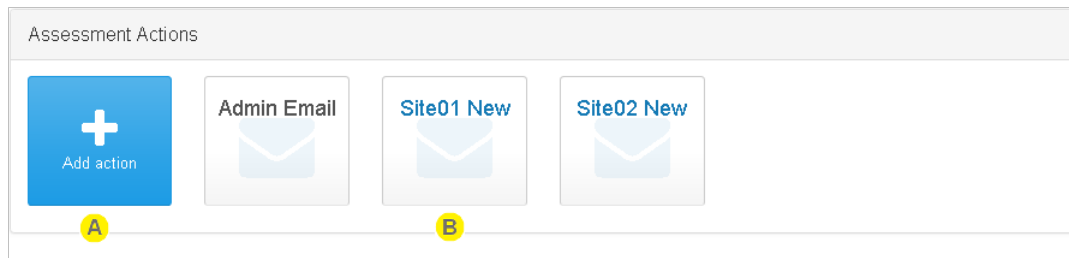 Assessment Actions
Add action
Admin Email
Site01 New
Site02 New
A
B